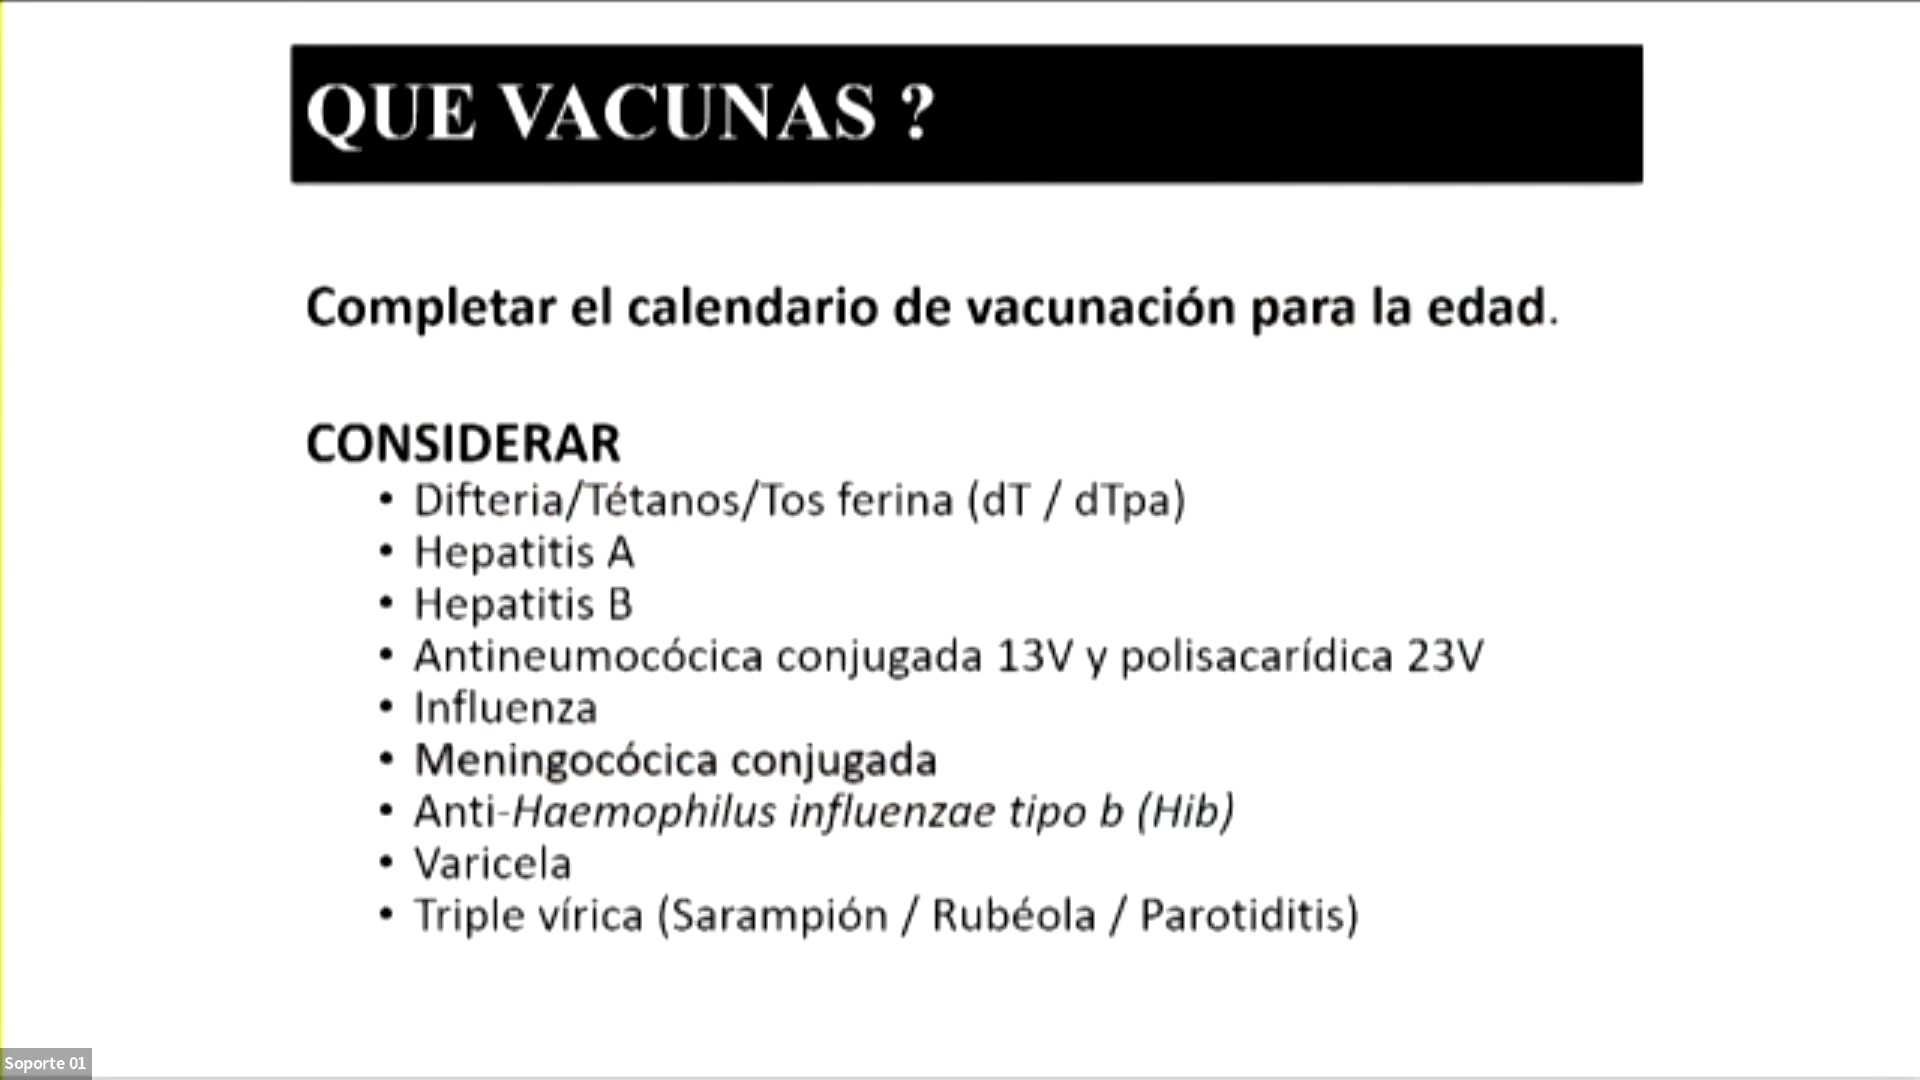 QUE VACUNAS ?
Completar el calendario de vacunación para la edad.
CONSIDERAR
• Difteria/Tétanos/Tos ferina (dT / dTpa)
• Hepatitis A
• Hepatitis B
• Antineumocócica conjugada 13V y polisacarídica 23V
• Influenza
• Meningocócica conjugada
• Anti-Haemophilus influenzae tipo b (Hib)
• Varicela
• Triple vírica (Sarampión / Rubéola / Parotiditis)
Soporte 01